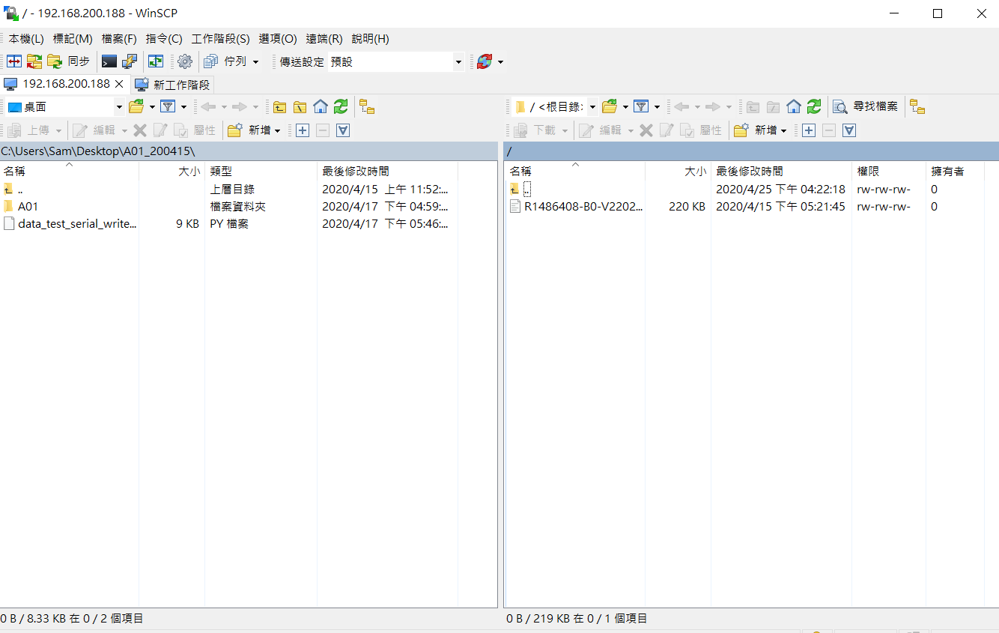 / - 192.168.200.188 - WinSCP
本機(L) 標記(M) 檔案(F) 指令(C) 工作階段(S) 選項(O) 遠端(R) 說明(H)
同步 佇列 傳送設定 預設
192.168.200.188 新工作階段
桌面 / <根目錄> 尋找檔案
上傳 編輯 屬性 新增 下載 編輯 屬性 新增
C:\Users\Sam\Desktop\A01_200415\ /
名稱 大小 類型 最後修改時間 名稱 大小 最後修改時間 權限 擁有者
.. 上層目錄 2020/4/15 上午 11:52:... .. 2020/4/25 下午 04:22:18 rw-rw-rw- 0
A01 檔案資料夾 2020/4/17 下午 04:59:... R1486408-B0-V2202... 220 KB 2020/4/15 下午 05:21:45 rw-rw-rw- 0
data_test_serial_write... 9 KB PY 檔案 2020/4/17 下午 05:46:...
0 B / 8.33 KB 在 0 / 2 個項目 0 B / 219 KB 在 0 / 1 個項目